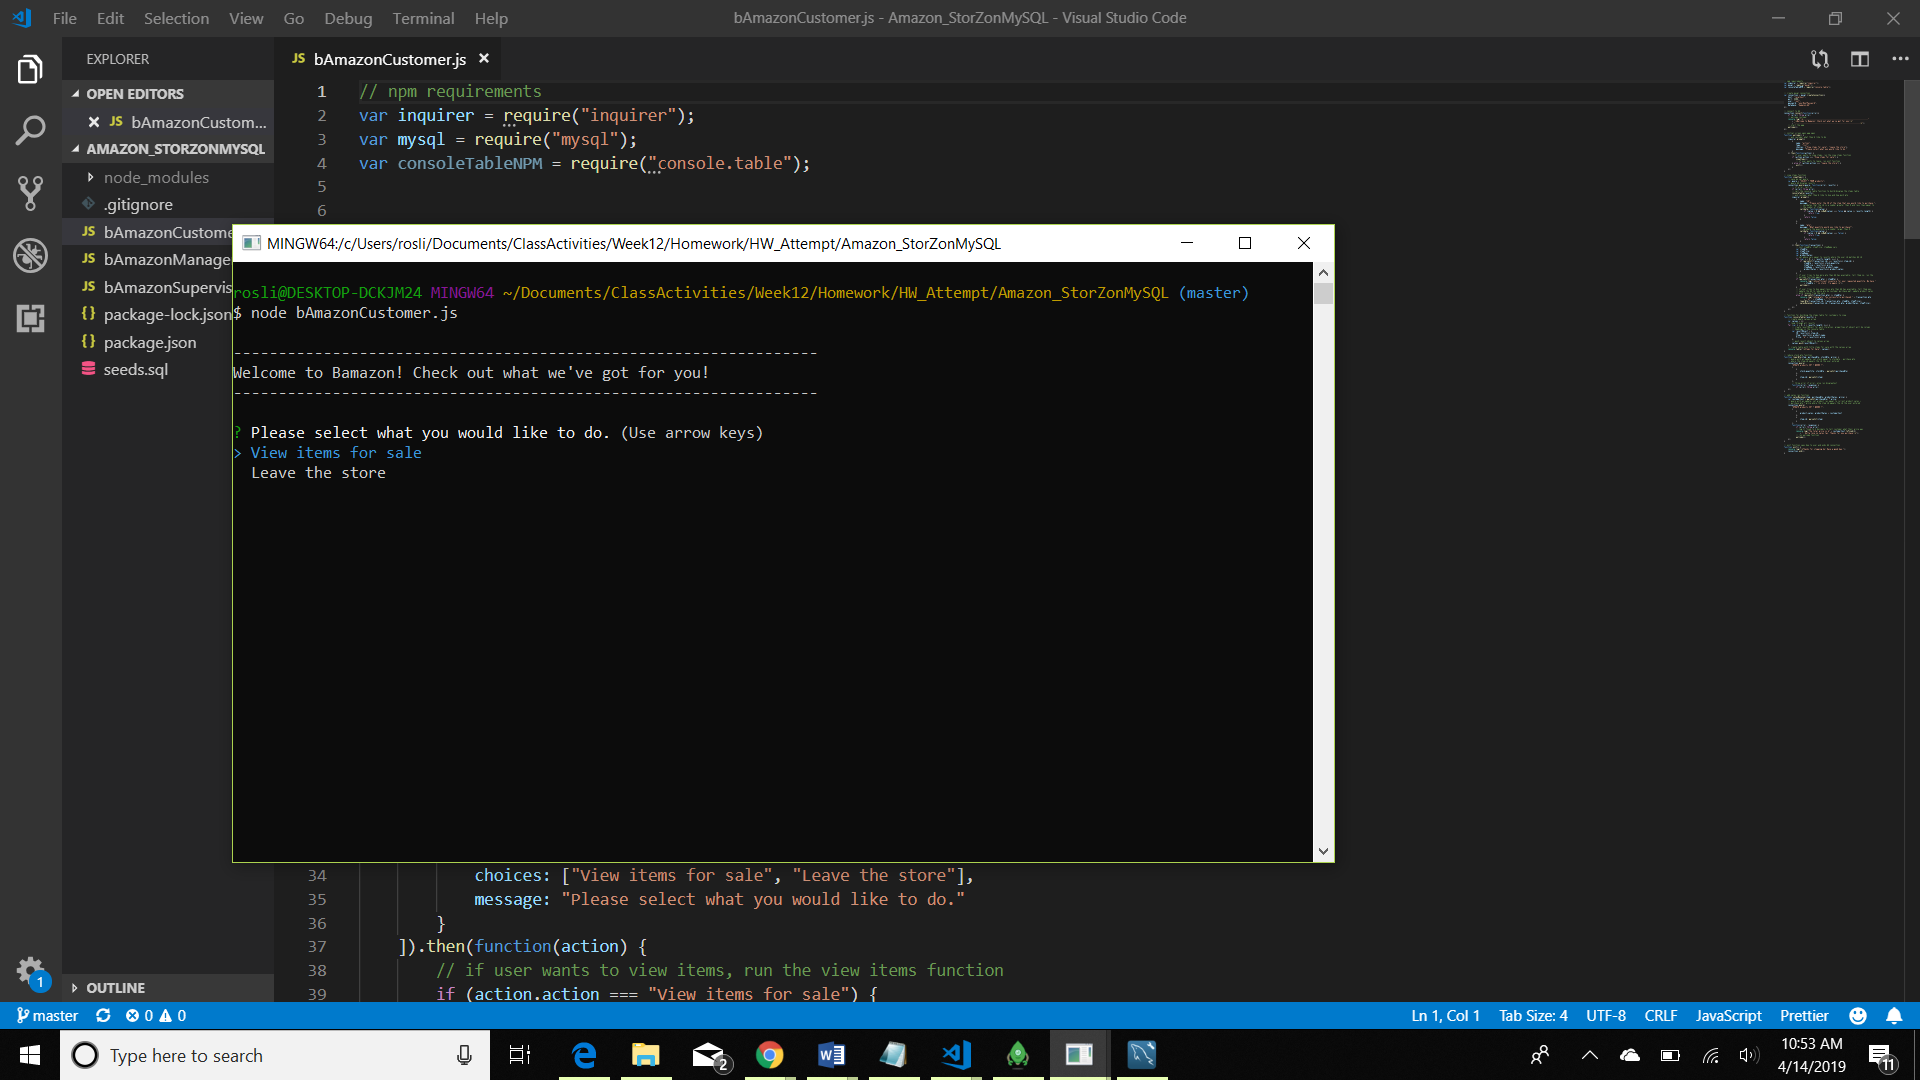 File Edit Selection View Go Debug Terminal Help
bAmazonCustomer.js - Amazon_StorZonMySQL - Visual Studio Code
EXPLORER
OPEN EDITORS
JS bAmazonCustom...
AMAZON_STORZONMYSQL
node_modules
.gitignore
JS bAmazonCustome
JS bAmazonManage
JS bAmazonSupervis
{} package-lock.json
{} package.json
seeds.sql
OUTLINE
JS bAmazonCustomer.js
1 // npm requirements
2 var inquirer = require("inquirer");
3 var mysql = require("mysql");
4 var consoleTableNPM = require("console.table");
5
6
MINGW64:/c/Users/rosli/Documents/ClassActivities/Week12/Homework/HW_Attempt/Amazon_StorZonMySQL
rosli@DESKTOP-DCKJM24 MINGW64 ~/Documents/ClassActivities/Week12/Homework/HW_Attempt/Amazon_StorZonMySQL (master)
$ node bAmazonCustomer.js
-----------------------------------------------------------------
Welcome to Bamazon! Check out what we've got for you!
-----------------------------------------------------------------
? Please select what you would like to do. (Use arrow keys)
> View items for sale
Leave the store
34 choices: ["View items for sale", "Leave the store"],
35 message: "Please select what you would like to do."
36 }
37 ]).then(function(action) {
38 // if user wants to view items, run the view items function
39 if (action.action === "View items for sale") {
1
master 0 0
Ln 1, Col 1 Tab Size: 4 UTF-8 CRLF JavaScript Prettier
Type here to search
2
10:53 AM
4/14/2019
11